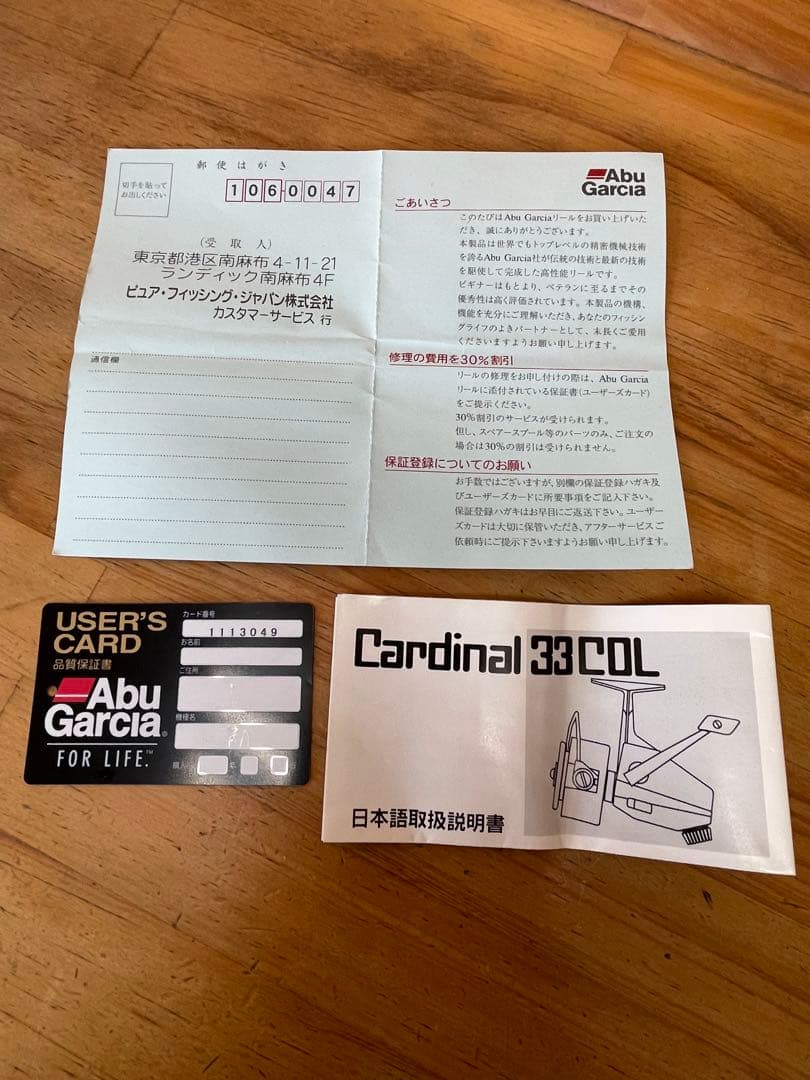 郵便はがき
切手を貼って
お出しください
1060047
(受取人)
東京都港区南麻布4-11-21
ランディック南麻布4F
ピュア・フィッシング・ジャパン株式会社
カスタマーサービス 行
通信欄
Abu
Garcia
ごあいさつ
このたびはAbu Garciaリールをお買い上げいた
だき、誠にありがとうございます。
本製品は世界でもトップレベルの精密機械技術
を誇るAbu Garcia社が伝統の技術と最新の技術
を駆使して完成した高性能リールです。
ビギナーはもとより、ベテランに至るまでその
優秀性は高く評価されています。本製品の機構、
機能を充分にご理解いただき、あなたのフィッシン
グライフのよきパートナーとして、末長くご愛用
くださいますようお願い申し上げます。
修理の費用を30%割引
リールの修理をお申し付けの際は、Abu Garcia
リールに添付されている保証書(ユーザーズカード)
をご提示ください。
30%割引のサービスが受けられます。
但し、スペアースプール等のパーツのみ、ご注文の
場合は30%の割引は受けられません。
保証登録についてのお願い
お手数ではございますが、別欄の保証登録ハガキ及
びユーザーズカードに所要事項をご記入下さい。
保証登録ハガキはお早目にご返送下さい。ユーザー
ズカードは大切に保管いただき、アフターサービスご
依頼時にご提示下さいますようお願い申し上げます。
USER'S
CARD
品質保証書
Abu
Garcia®
FOR LIFE.™
カード番号
1113049
お名前
ご住所
機種名
購入
年
Cardinal 33CDL
日本語取扱説明書